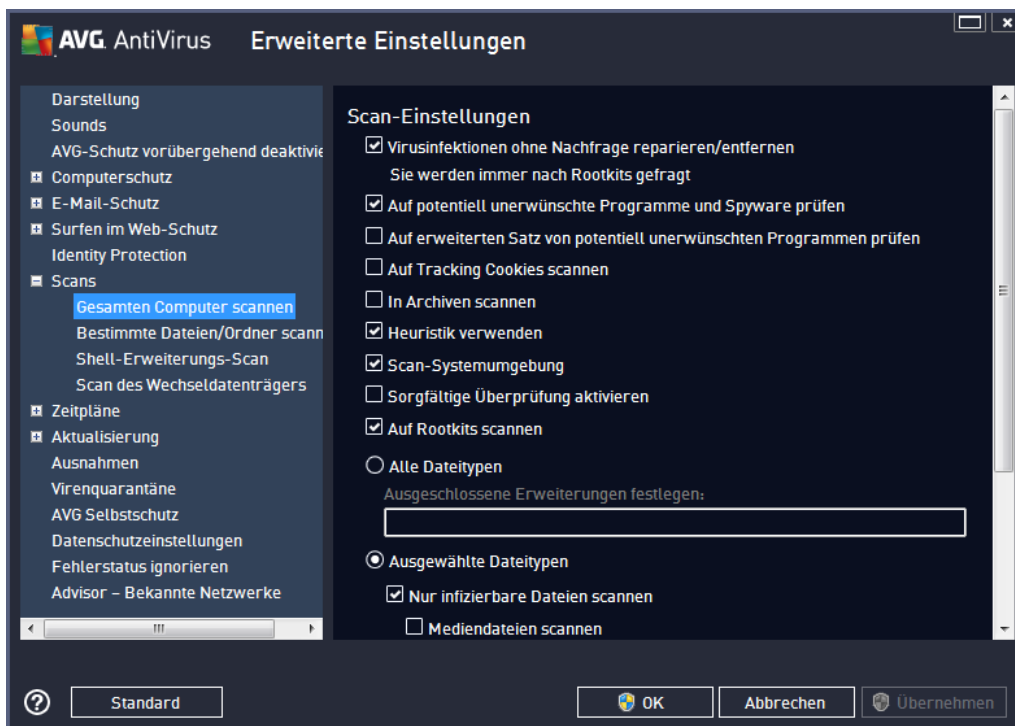 AVG AntiVirus Erweiterte Einstellungen
Darstellung
Sounds
AVG-Schutz vorübergehend deaktivie
Computerschutz
E-Mail-Schutz
Surfen im Web-Schutz
Identity Protection
Scans
Gesamten Computer scannen
Bestimmte Dateien/Ordner scann
Shell-Erweiterungs-Scan
Scan des Wechseldatenträgers
Zeitpläne
Aktualisierung
Ausnahmen
Virenquarantäne
AVG Selbstschutz
Datenschutzeinstellungen
Fehlerstatus ignorieren
Advisor – Bekannte Netzwerke
Scan-Einstellungen
Virusinfektionen ohne Nachfrage reparieren/entfernen
Sie werden immer nach Rootkits gefragt
Auf potentiell unerwünschte Programme und Spyware prüfen
Auf erweiterten Satz von potentiell unerwünschten Programmen prüfen
Auf Tracking Cookies scannen
In Archiven scannen
Heuristik verwenden
Scan-Systemumgebung
Sorgfältige Überprüfung aktivieren
Auf Rootkits scannen
Alle Dateitypen
Ausgeschlossene Erweiterungen festlegen:
Ausgewählte Dateitypen
Nur infizierbare Dateien scannen
Mediendateien scannen
? Standard OK Abbrechen Übernehmen